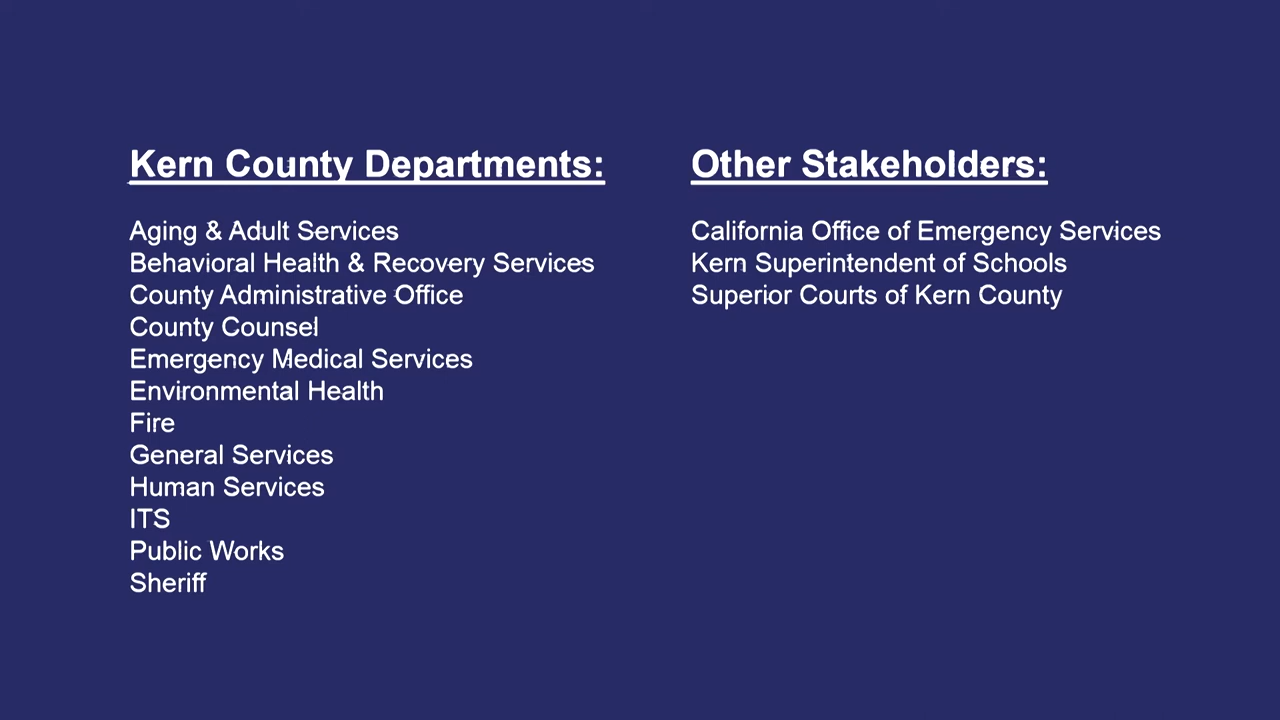 Kern County Departments:
Aging & Adult Services
Behavioral Health & Recovery Services
County Administrative Office
County Counsel
Emergency Medical Services
Environmental Health
Fire
General Services
Human Services
ITS
Public Works
Sheriff
Other Stakeholders:
California Office of Emergency Services
Kern Superintendent of Schools
Superior Courts of Kern County